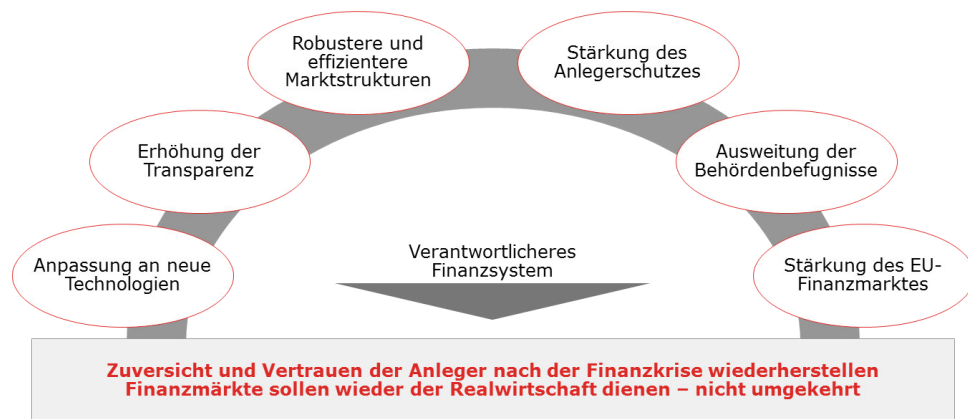 Robustere und
effizientere
Marktstrukturen
Stärkung des
Anlegerschutzes
Erhöhung der
Transparenz
Ausweitung der
Behördenbefugnisse
Anpassung an neue
Technologien
Verantwortlicheres
Finanzsystem
Stärkung des EU-
Finanzmarktes
Zuversicht und Vertrauen der Anleger nach der Finanzkrise wiederherstellen
Finanzmärkte sollen wieder der Realwirtschaft dienen – nicht umgekehrt